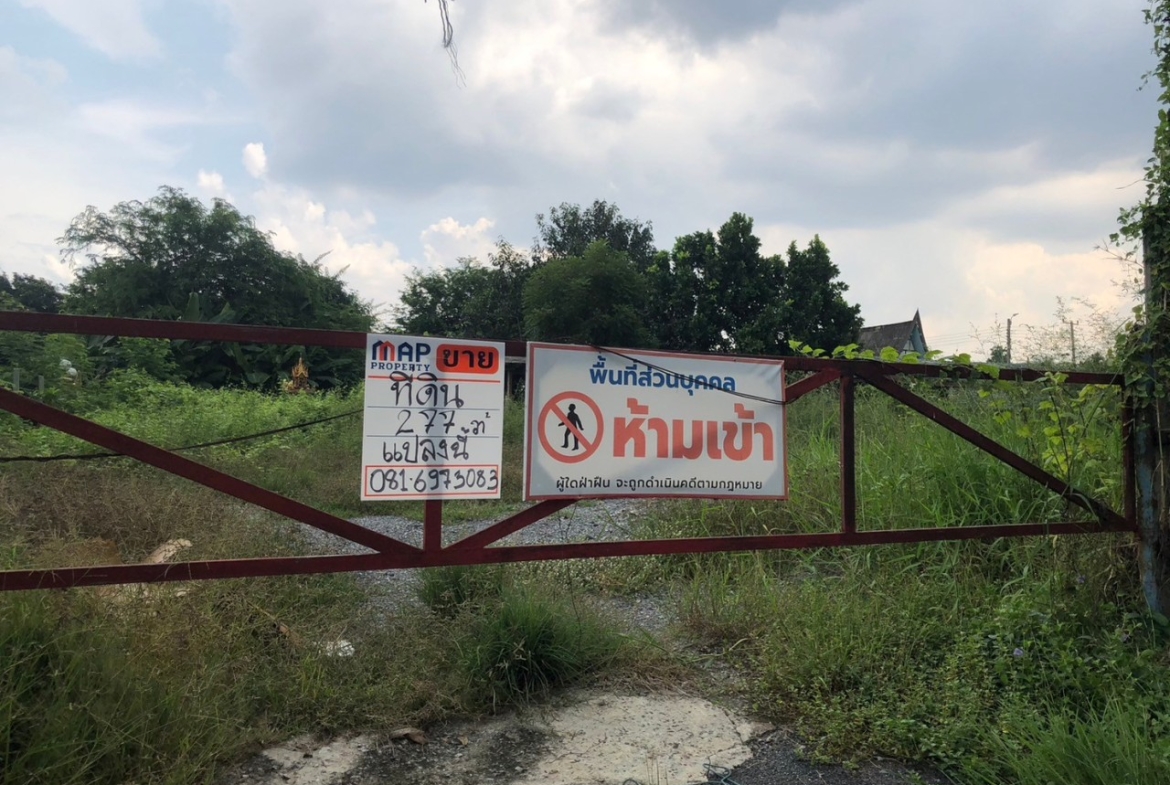 MAP
PROPERTY
ขาย
ที่ดิน
277 ว่า
แปลงนี้
081-6973083
พื้นที่ส่วนบุคคล
ห้ามเข้า
ผู้ใดฝ่าฝืน จะถูกดำเนินคดีตามกฎหมาย